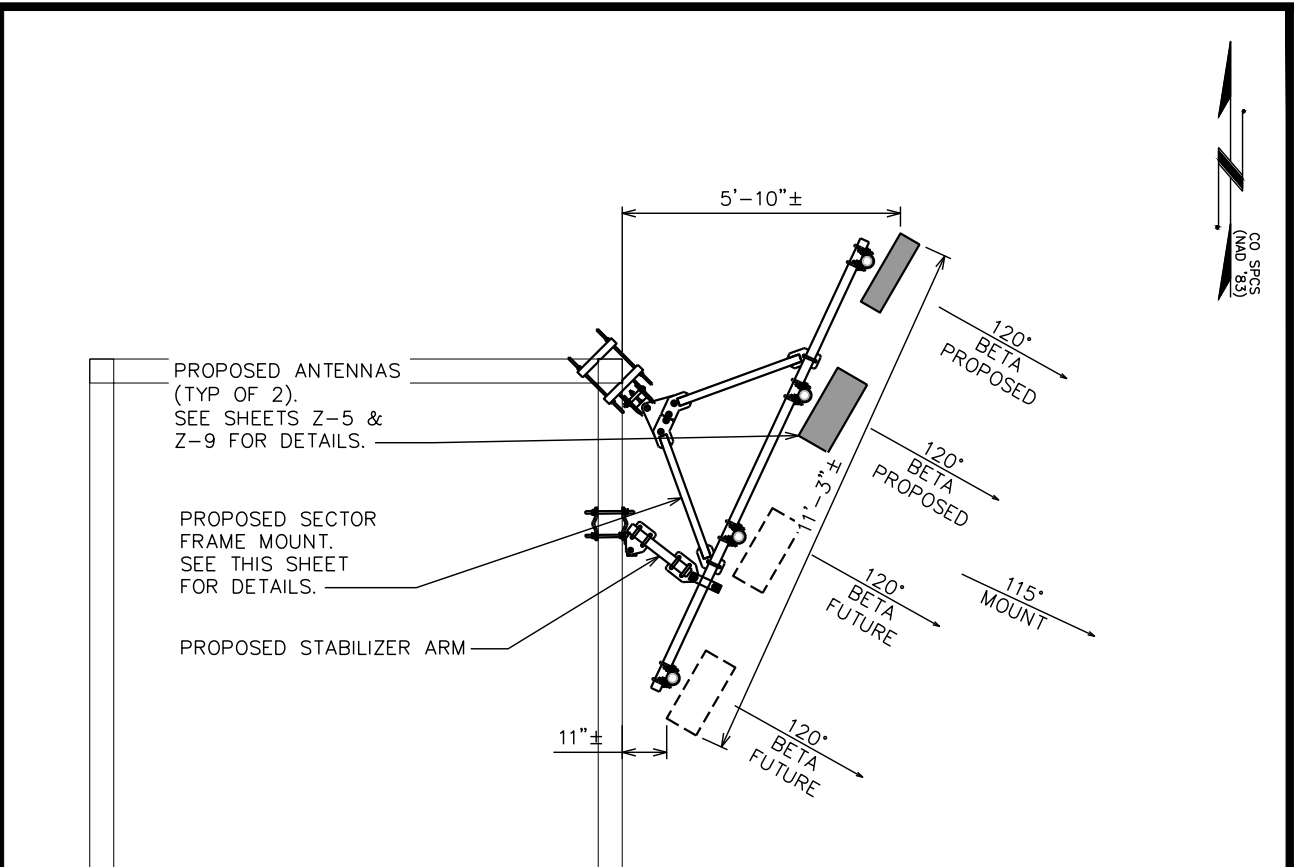 CO SPCS
(NAD '83)
5'-10"±
PROPOSED ANTENNAS
(TYP OF 2).
SEE SHEETS Z-5 &
Z-9 FOR DETAILS.
120°
BETA
PROPOSED
120°
BETA
PROPOSED
11'-3"±
PROPOSED SECTOR
FRAME MOUNT.
SEE THIS SHEET
FOR DETAILS.
120°
BETA
FUTURE
115°
MOUNT
PROPOSED STABILIZER ARM
11"±
120°
BETA
FUTURE